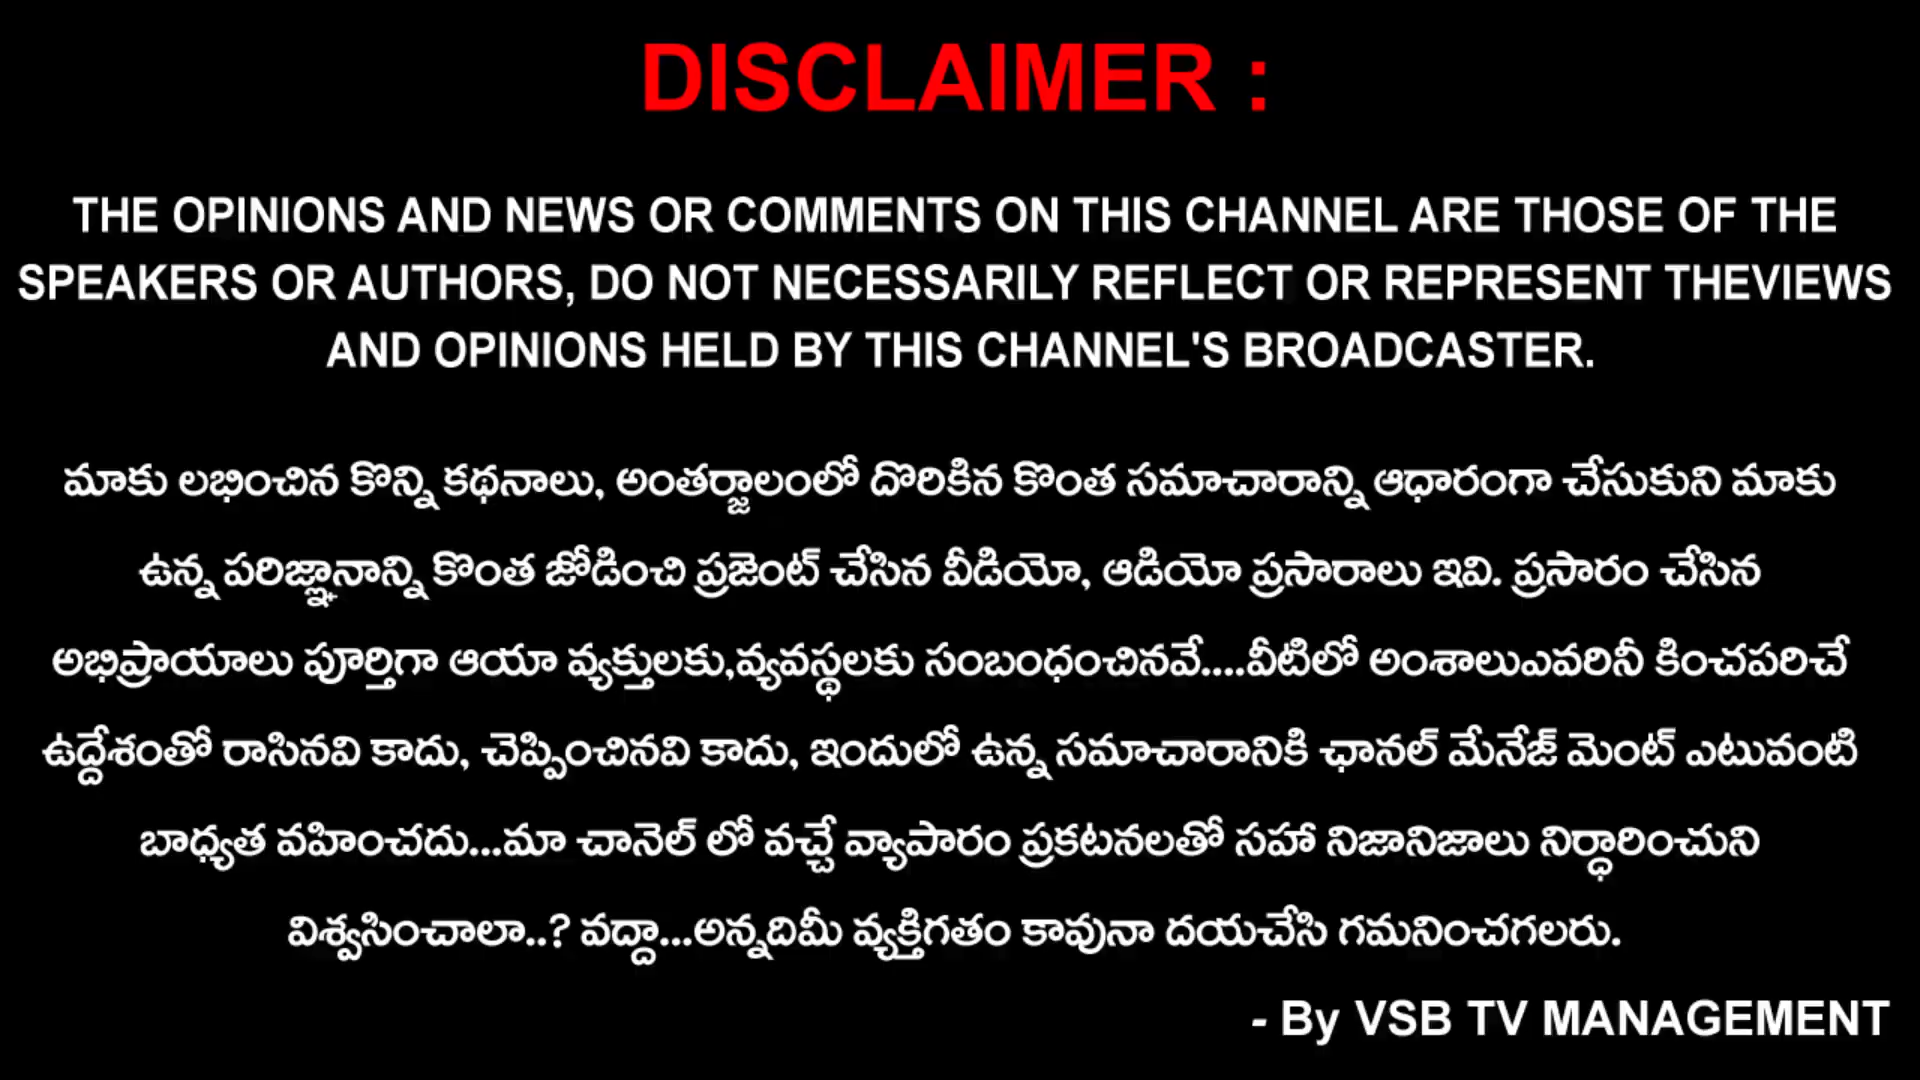 DISCLAIMER :
THE OPINIONS AND NEWS OR COMMENTS ON THIS CHANNEL ARE THOSE OF THE
SPEAKERS OR AUTHORS, DO NOT NECESSARILY REFLECT OR REPRESENT THEVIEWS
AND OPINIONS HELD BY THIS CHANNEL'S BROADCASTER.
మాకు లభించిన కొన్ని కథనాలు, అంతర్జాలంలో దొరికిన కొంత సమాచారాన్ని ఆధారంగా చేసుకుని మాకు
ఉన్న పరిజ్ఞానాన్ని కొంత జోడించి ప్రజెంట్ చేసిన వీడియో, ఆడియో ప్రసారాలు ఇవి. ప్రసారం చేసిన
అభిప్రాయాలు పూర్తిగా ఆయా వ్యక్తులకు,వ్యవస్థలకు సంబంధంచినవే....వీటిలో అంశాలుఎవరినీ కించపరిచే
ఉద్దేశంతో రాసినవి కాదు, చెప్పించినవి కాదు, ఇందులో ఉన్న సమాచారానికి ఛానల్ మేనేజ్ మెంట్ ఎటువంటి
బాధ్యత వహించదు...మా చానెల్ లో వచ్చే వ్యాపారం ప్రకటనలతో సహా నిజానిజాలు నిర్ధారించుని
విశ్వసించాలా..? వద్దా...అన్నదిమీ వ్యక్తిగతం కావునా దయచేసి గమనించగలరు.
- By VSB TV MANAGEMENT